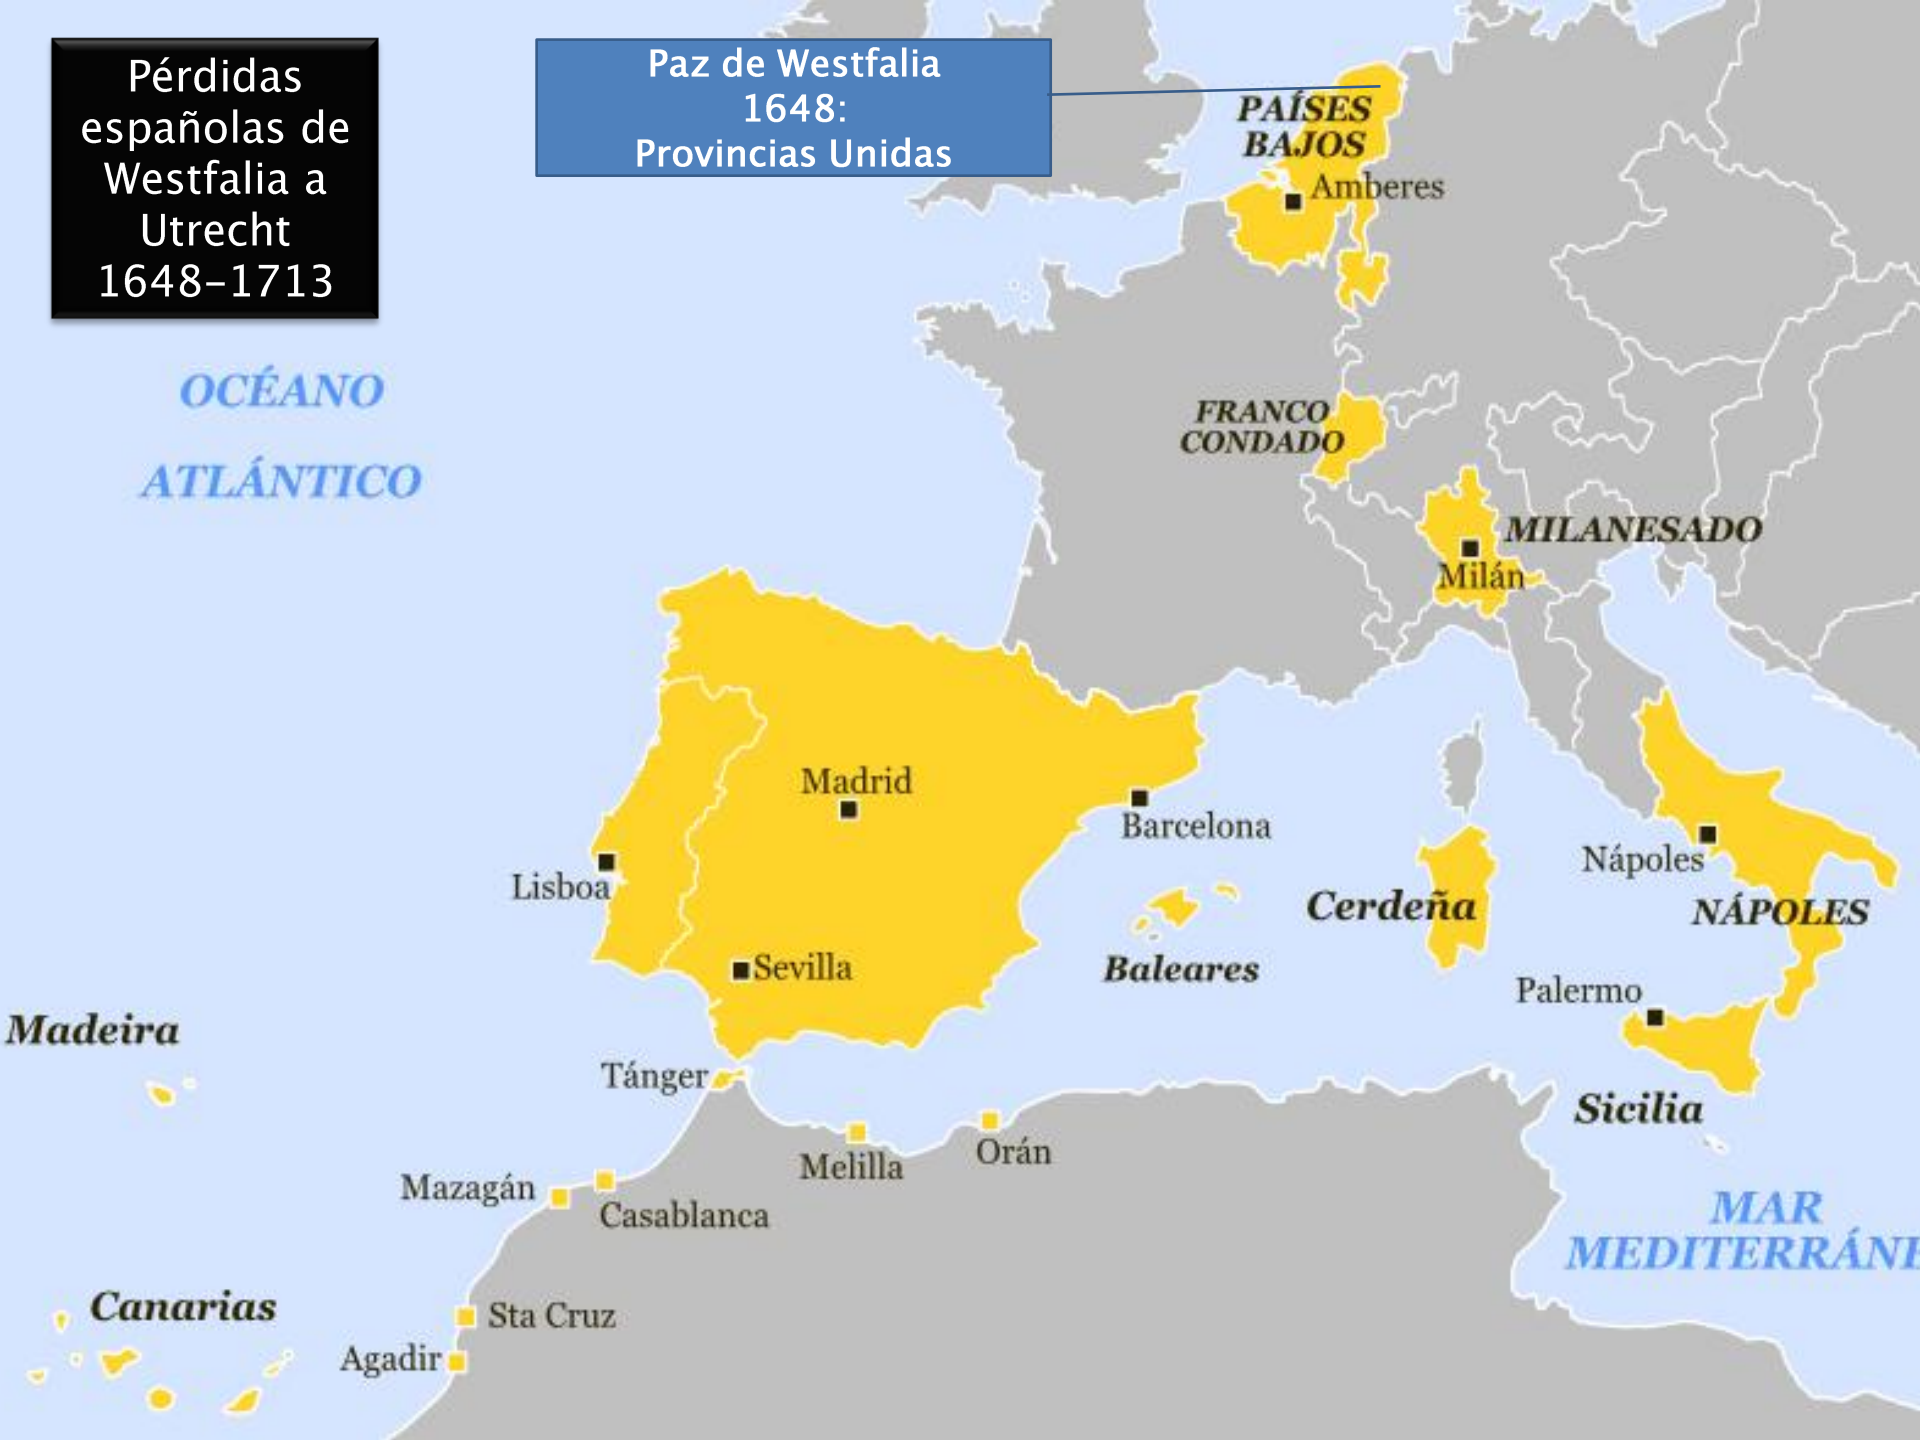 Pérdidas
españolas de
Westfalia a
Utrecht
1648-1713
Paz de Westfalia
1648:
Provincias Unidas
PAÍSES
BAJOS
Amberes
OCÉANO
ATLÁNTICO
FRANCO
CONDADO
MILANESADO
Milán
Madrid
Barcelona
Lisboa
Nápoles
Cerdeña
NÁPOLES
Sevilla
Baleares
Palermo
Madeira
Tánger
Sicilia
Orán
Melilla
Mazagán
Casablanca
MAR
MEDITERRÁNE
Canarias
Sta Cruz
Agadir